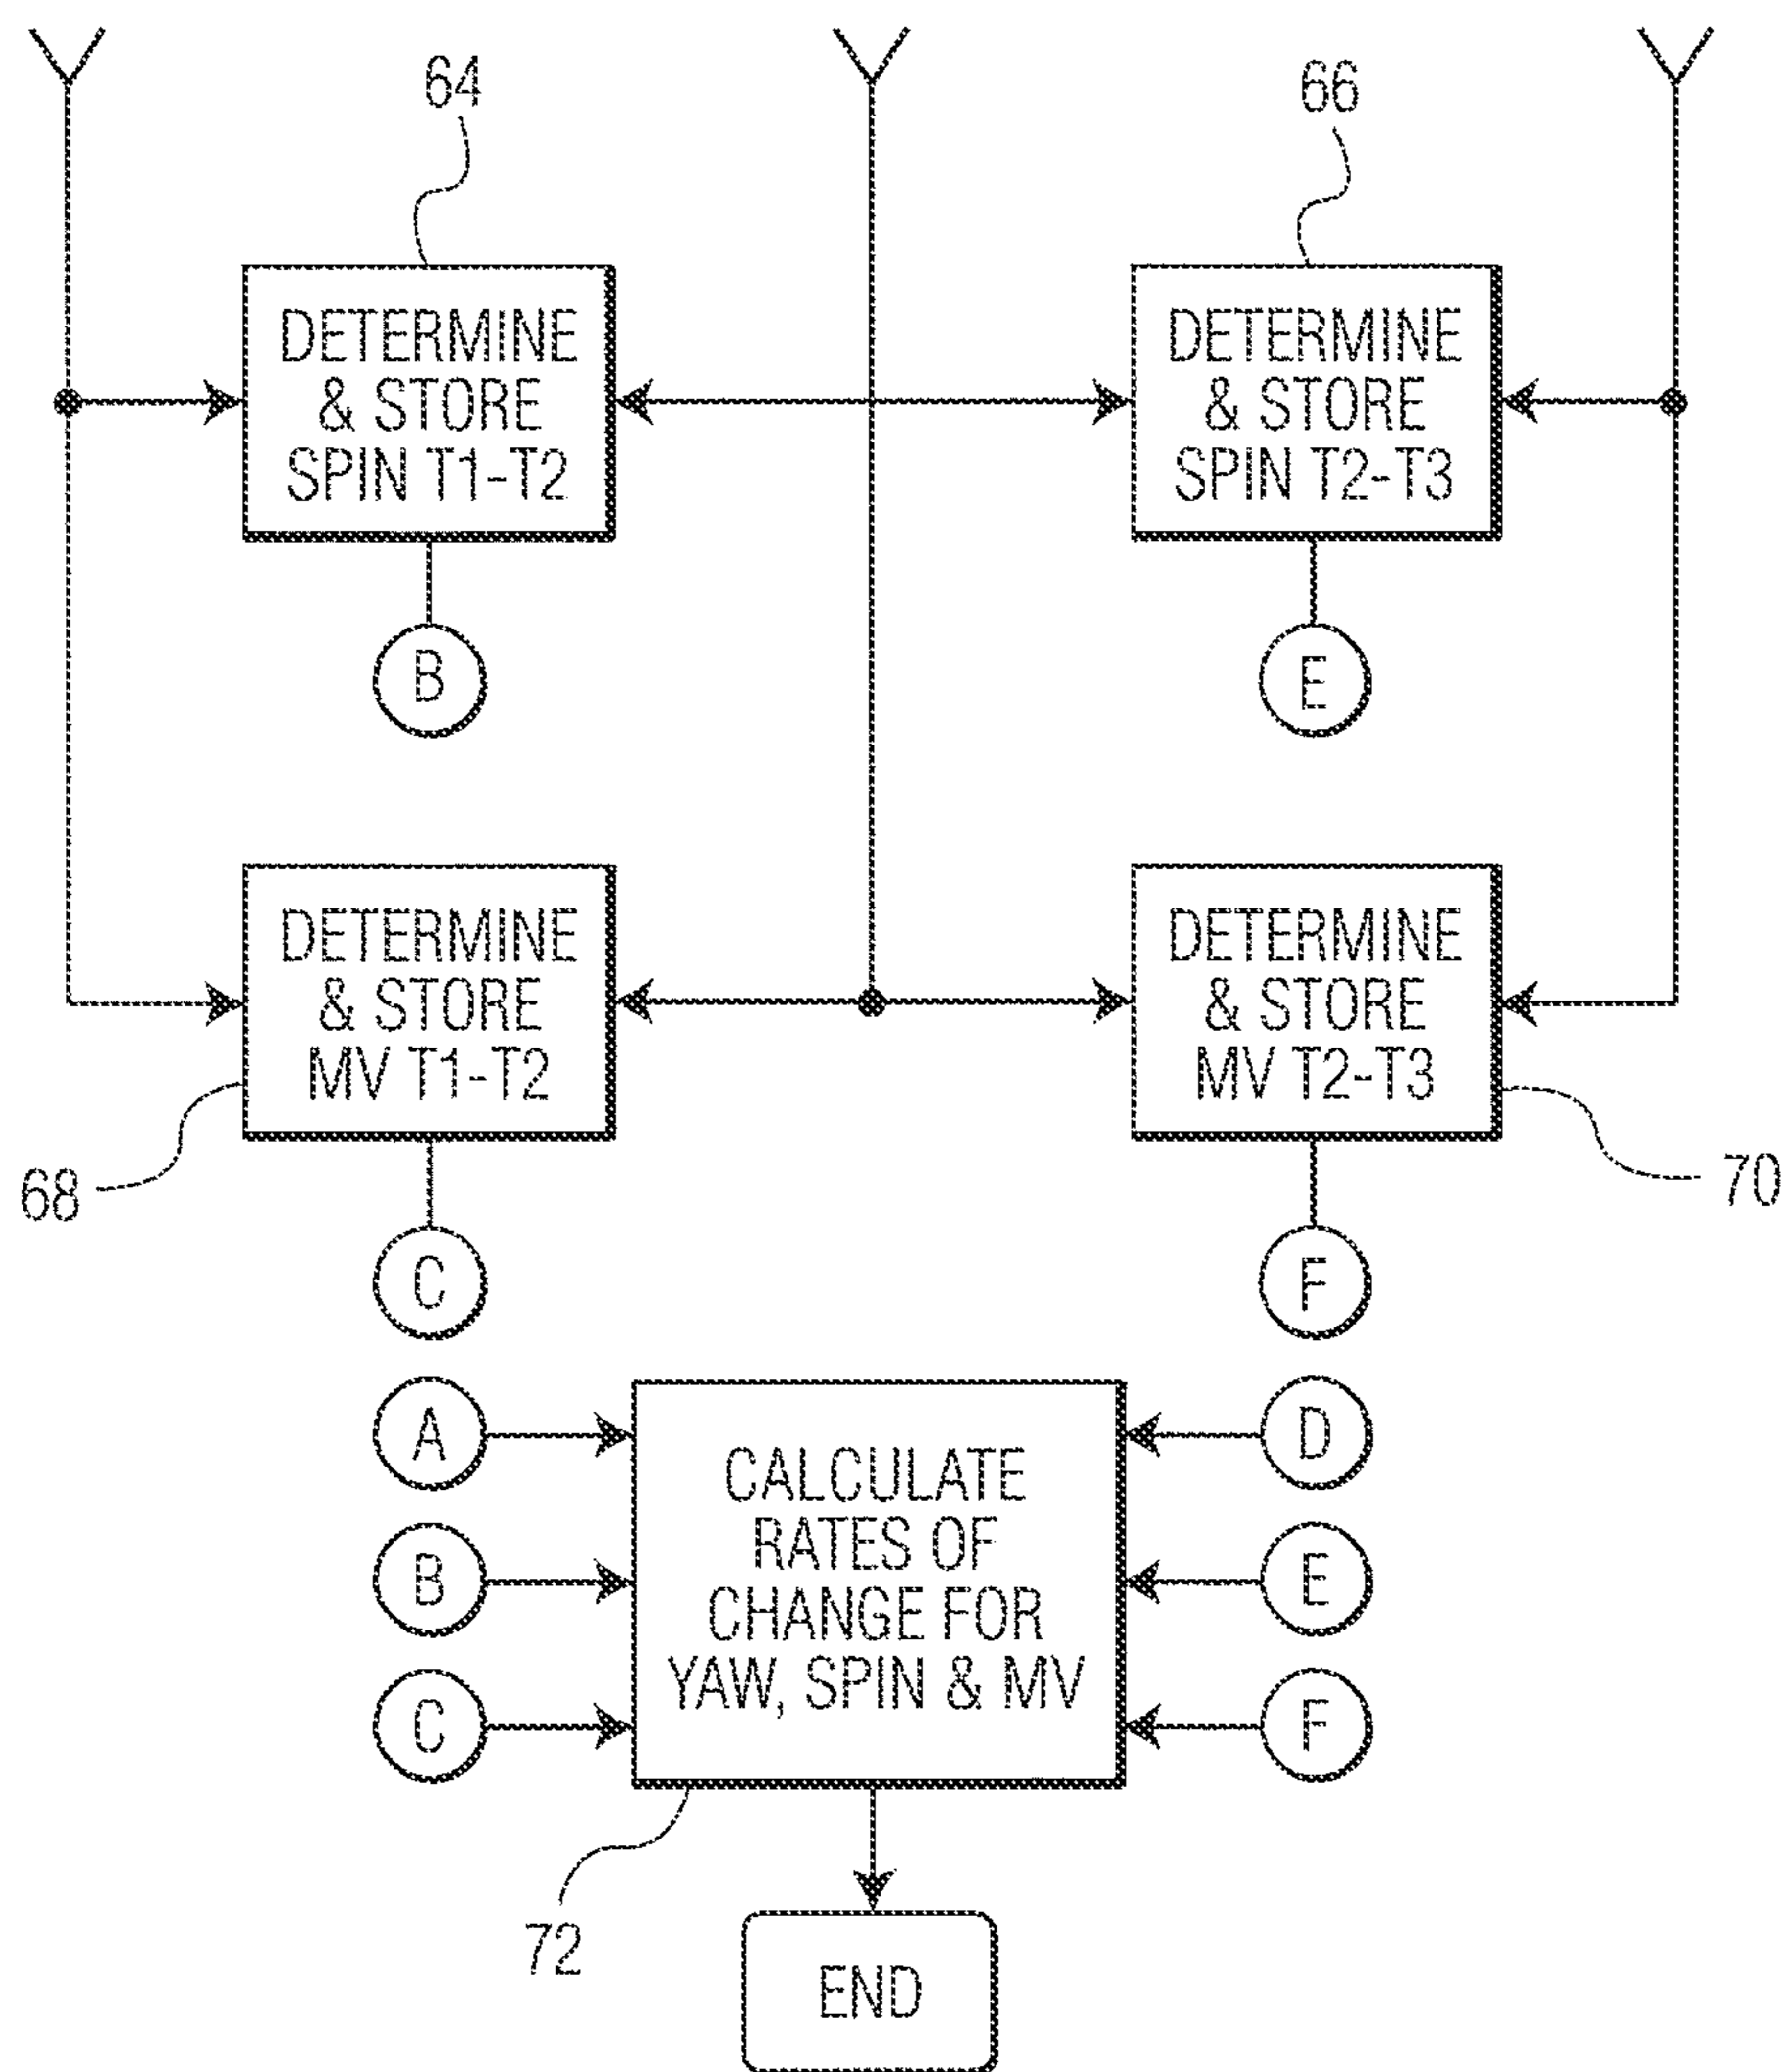 64
66
DETERMINE
& STORE
SPIN T1-T2
DETERMINE
& STORE
SPIN T2-T3
B
E
DETERMINE
& STORE
MV T1-T2
DETERMINE
& STORE
MV T2-T3
68
70
C
F
A
B
C
CALCULATE
RATES OF
CHANGE FOR
YAW, SPIN & MV
D
E
F
72
END